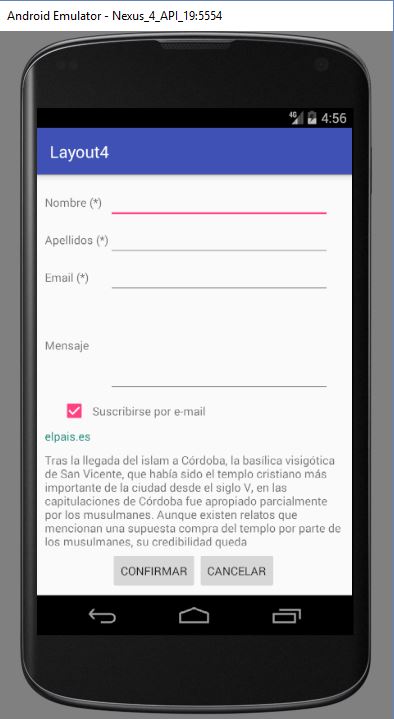 Android Emulator - Nexus_4_API_19:5554
4G 4:56
Layout4
Nombre (*)
Apellidos (*)
Email (*)
Mensaje
Suscribirse por e-mail
elpais.es
Tras la llegada del islam a Córdoba, la basílica visigótica
de San Vicente, que había sido el templo cristiano más
importante de la ciudad desde el siglo V, en las
capitulaciones de Córdoba fue apropiado parcialmente
por los musulmanes. Aunque existen relatos que
mencionan una supuesta compra del templo por parte de
los musulmanes, su credibilidad queda
CONFIRMAR CANCELAR